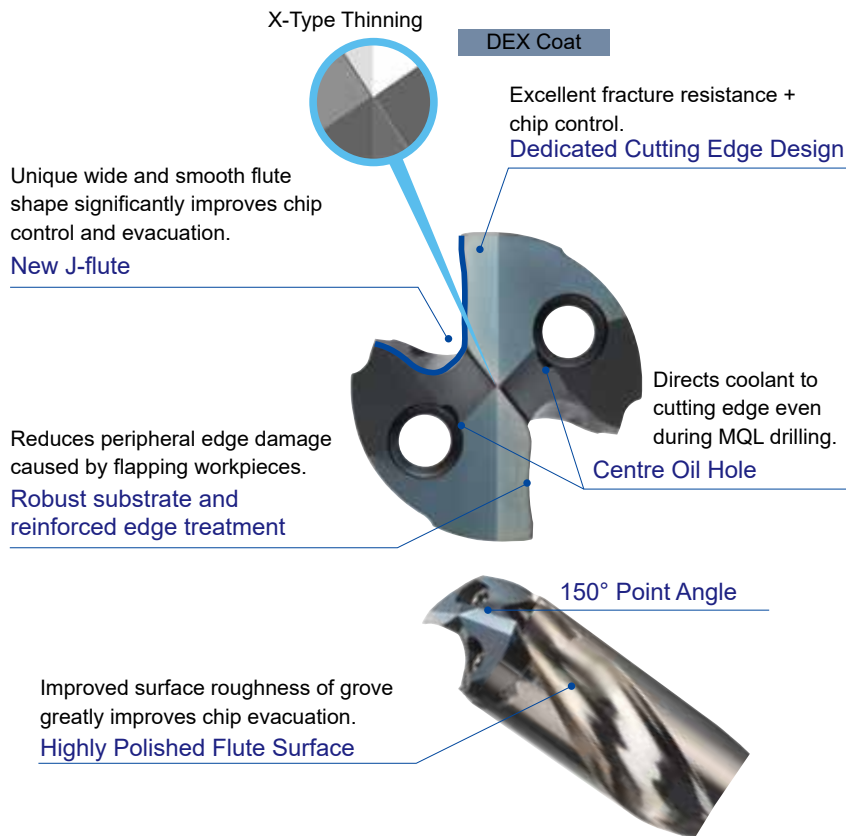 X-Type Thinning
DEX Coat
Excellent fracture resistance +
chip control.
Dedicated Cutting Edge Design
Unique wide and smooth flute
shape significantly improves chip
control and evacuation.
New J-flute
Directs coolant to
cutting edge even
during MQL drilling.
Centre Oil Hole
Reduces peripheral edge damage
caused by flapping workpieces.
Robust substrate and
reinforced edge treatment
150° Point Angle
Improved surface roughness of grove
greatly improves chip evacuation.
Highly Polished Flute Surface